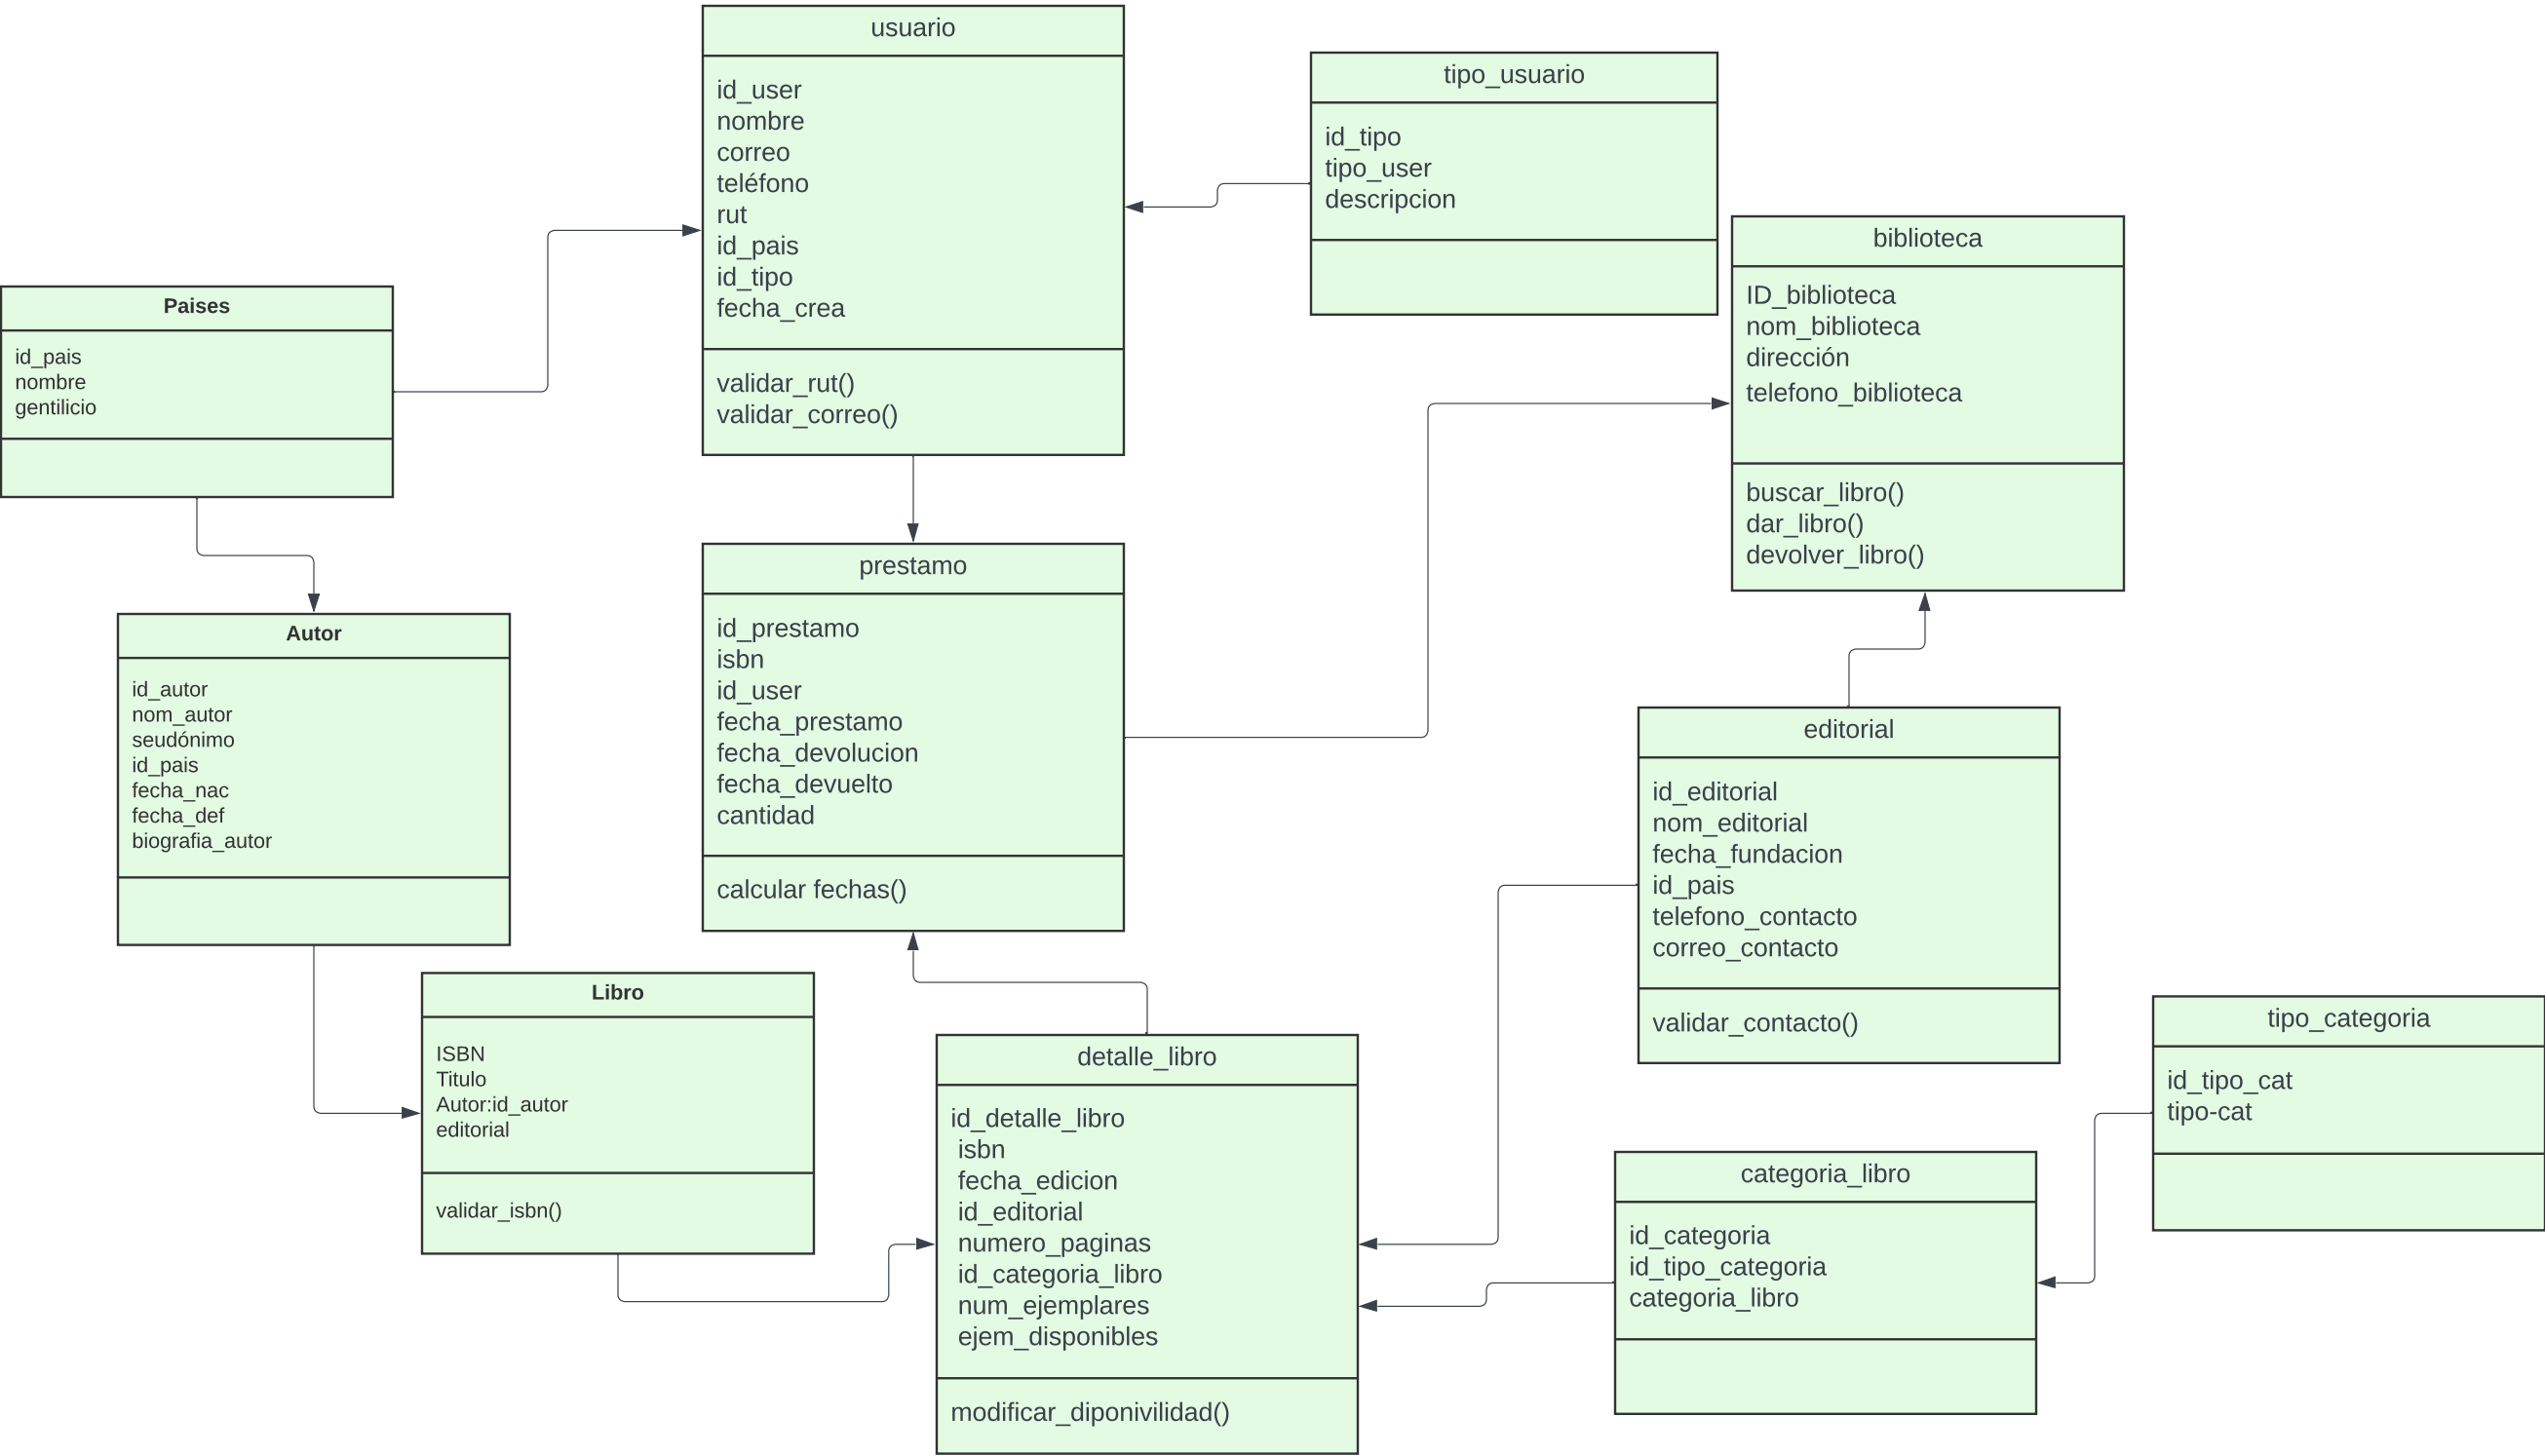 usuario
id_user
nombre
correo
teléfono
rut
id_pais
id_tipo
fecha_crea
validar_rut()
validar_correo()
tipo_usuario
id_tipo
tipo_user
descripcion
biblioteca
ID_biblioteca
nom_biblioteca
dirección
telefono_biblioteca
buscar_libro()
dar_libro()
devolver_libro()
Paises
id_pais
nombre
gentilicio
prestamo
id_prestamo
isbn
id_user
fecha_prestamo
fecha_devolucion
fecha_devuelto
cantidad
calcular fechas()
Autor
id_autor
nom_autor
seudónimo
id_pais
fecha_nac
fecha_def
biografia_autor
editorial
id_editorial
nom_editorial
fecha_fundacion
id_pais
telefono_contacto
correo_contacto
validar_contacto()
Libro
ISBN
Titulo
Autor:id_autor
editorial
validar_isbn()
detalle_libro
id_detalle_libro
isbn
fecha_edicion
id_editorial
numero_paginas
id_categoria_libro
num_ejemplares
ejem_disponibles
modificar_diponivilidad()
tipo_categoria
id_tipo_cat
tipo-cat
categoria_libro
id_categoria
id_tipo_categoria
categoria_libro